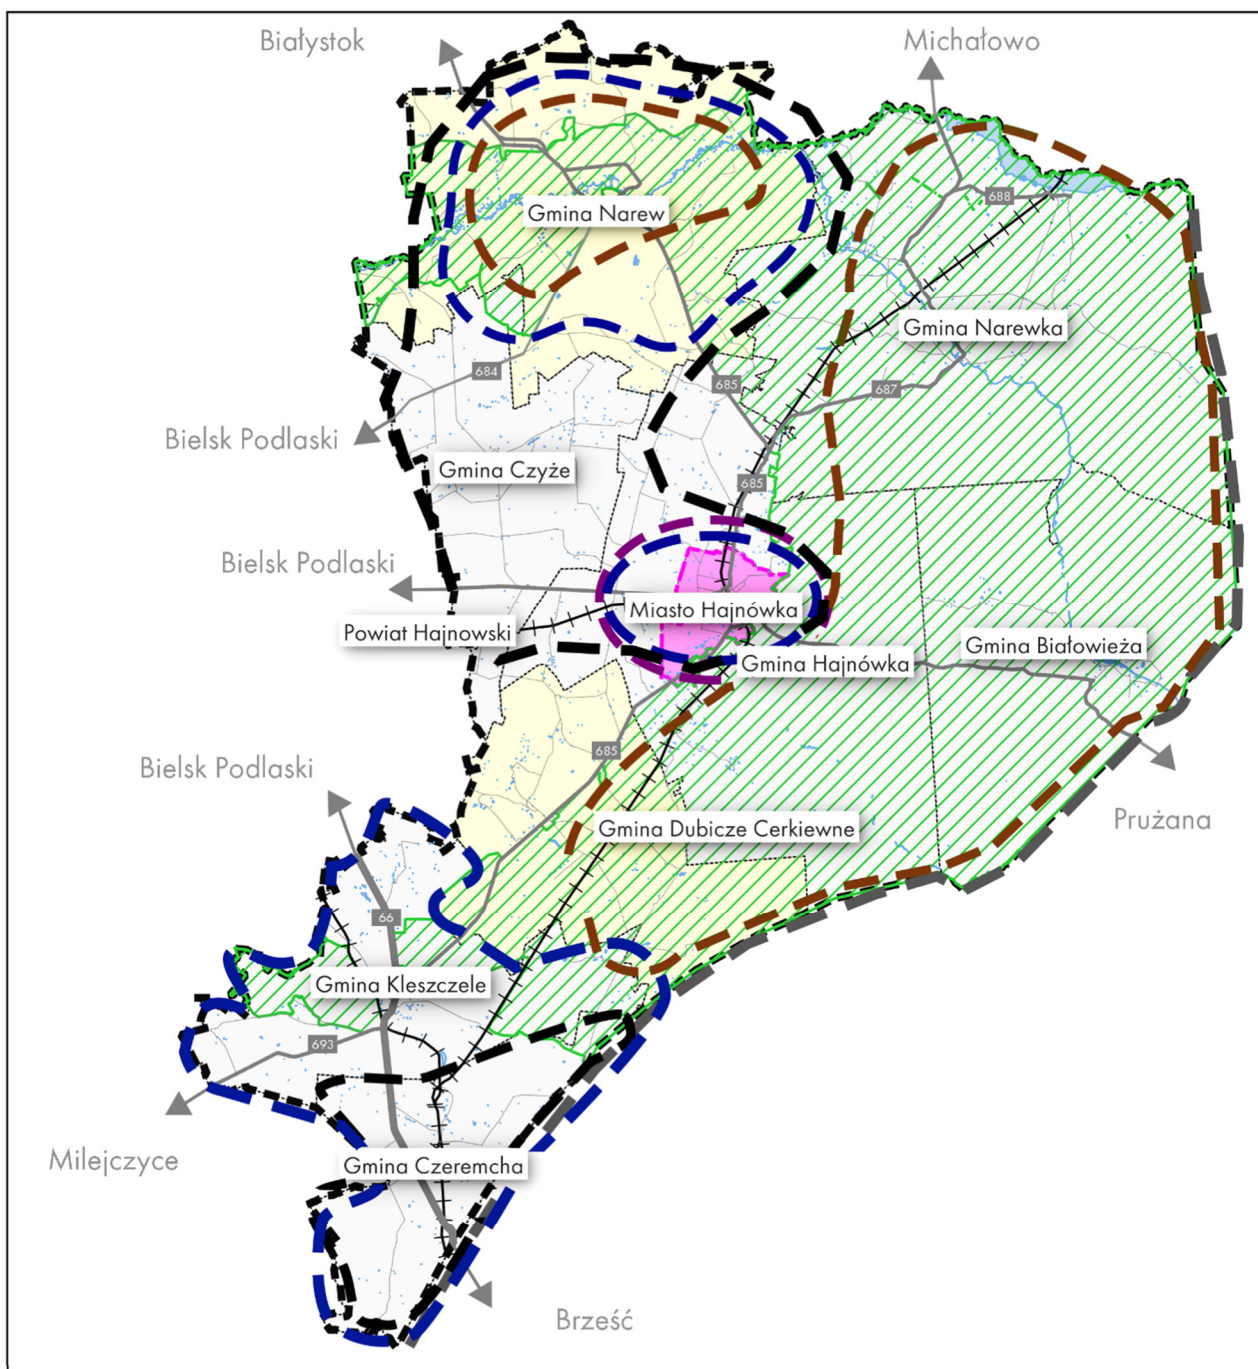 Białystok
Michałowo
688
Gmina Narew
Gmina Narewka
684
685
687
Bielsk Podlaski
Gmina Czyże
685
Bielsk Podlaski
Miasto Hajnówka
Powiat Hajnowski
Gmina Białowieża
Gmina Hajnówka
685
Bielsk Podlaski
Prużana
Gmina Dubicze Cerkiewne
66
Gmina Kleszczele
693
Milejczyce
Gmina Czeremcha
Brześć